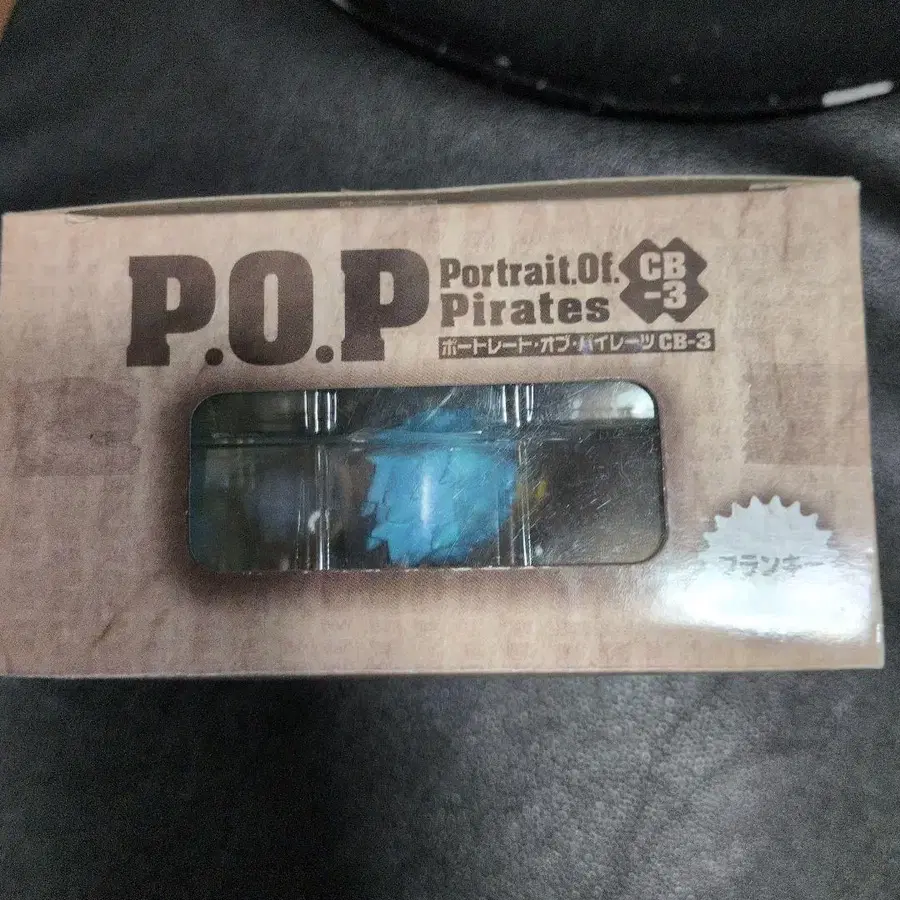 P.O.P
Portrait.Of.
Pirates
CB
-3
ポートレート・オブ・パイレーツ CB-3
フランキー